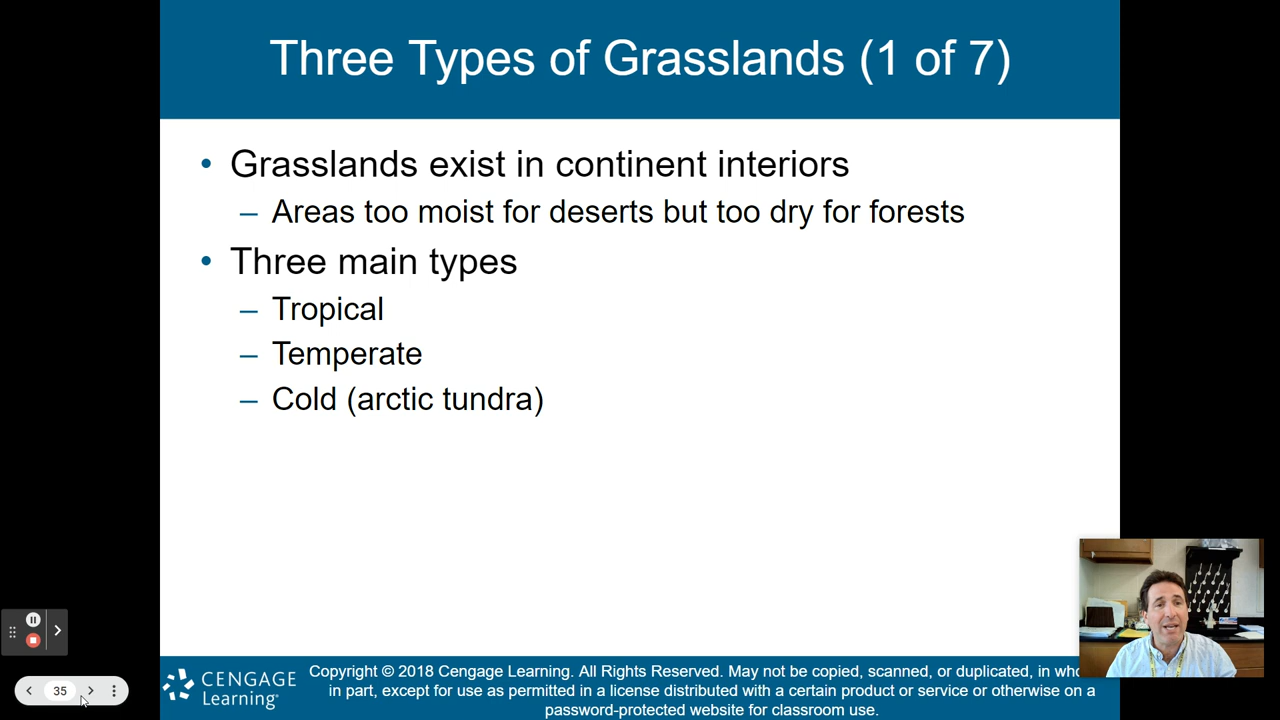 Three Types of Grasslands (1 of 7)
• Grasslands exist in continent interiors
– Areas too moist for deserts but too dry for forests
• Three main types
– Tropical
– Temperate
– Cold (arctic tundra)
CENGAGE
Learning®
Copyright © 2018 Cengage Learning. All Rights Reserved. May not be copied, scanned, or duplicated, in who
in part, except for use as permitted in a license distributed with a certain product or service or otherwise on a
password-protected website for classroom use.
35